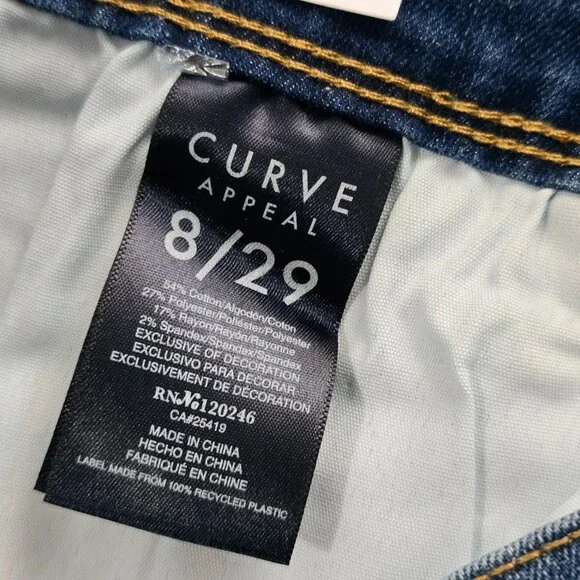 CURVE
APPEAL
8/29
54% Cotton/Algodón/Coton
27% Polyester/Poliéster/Polyester
17% Rayon/Rayón/Rayonne
2% Spandex/Spandex/Spandex
EXCLUSIVE OF DECORATION
EXCLUSIVO PARA DECORAR
EXCLUSIVEMENT DE DÉCORATION
RN№120246
CA#25419
MADE IN CHINA
HECHO EN CHINA
FABRIQUÉ EN CHINE
LABEL MADE FROM 100% RECYCLED PLASTIC